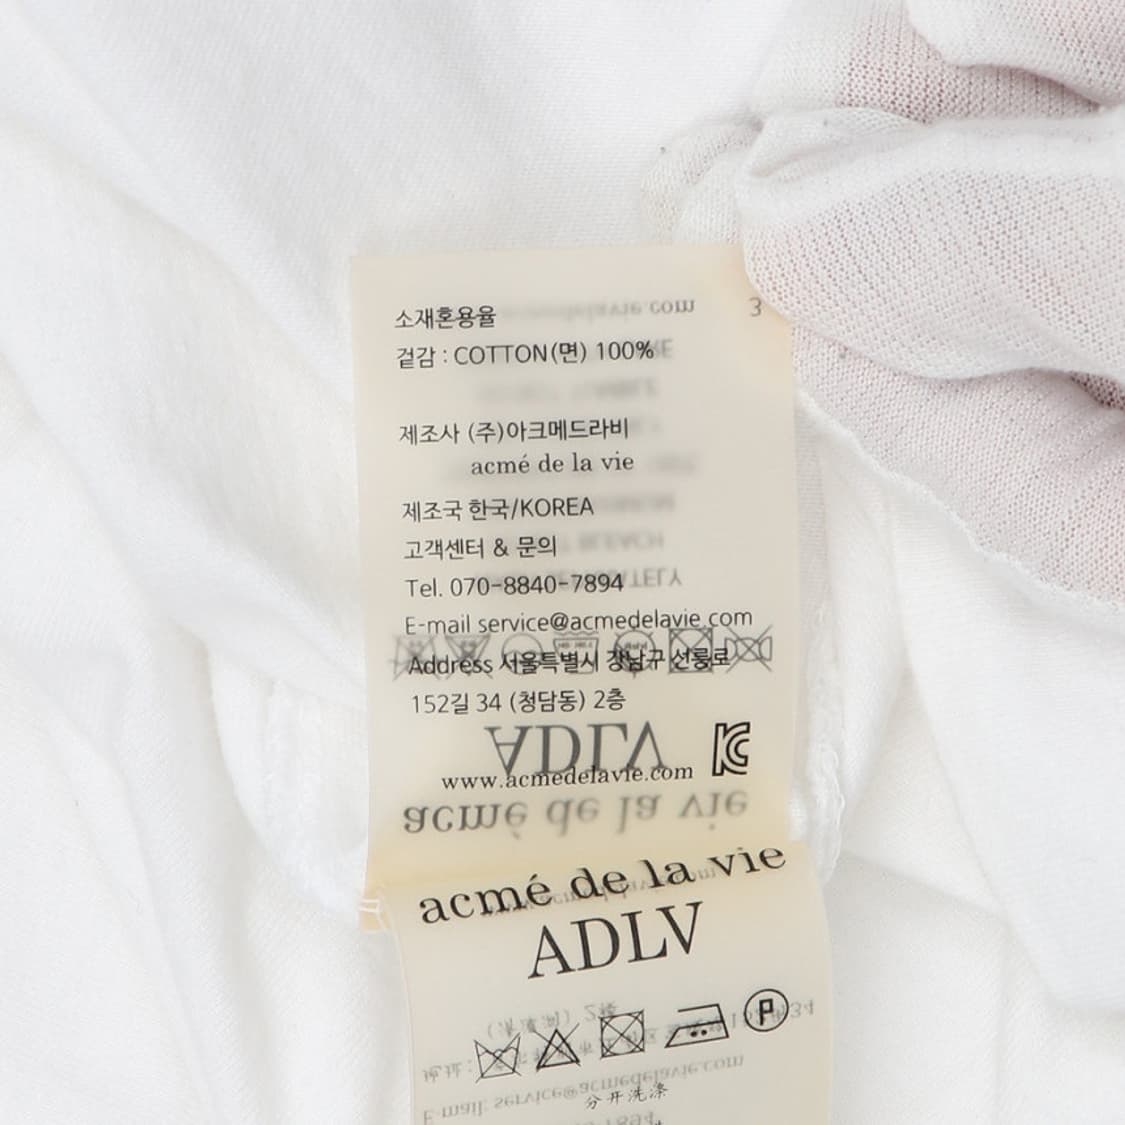 소재혼용율
3
겉감 : COTTON(면) 100%
제조사 (주)아크메드라비
acmé de la vie
제조국 한국/KOREA
고객센터 & 문의
Tel. 070-8840-7894
E-mail service@acmedelavie.com
Address 서울특별시 강남구 선릉로
152길 34 (청담동) 2층
www.acmedelavie.com
acmé de la vie
ADLV
P
分开洗涤